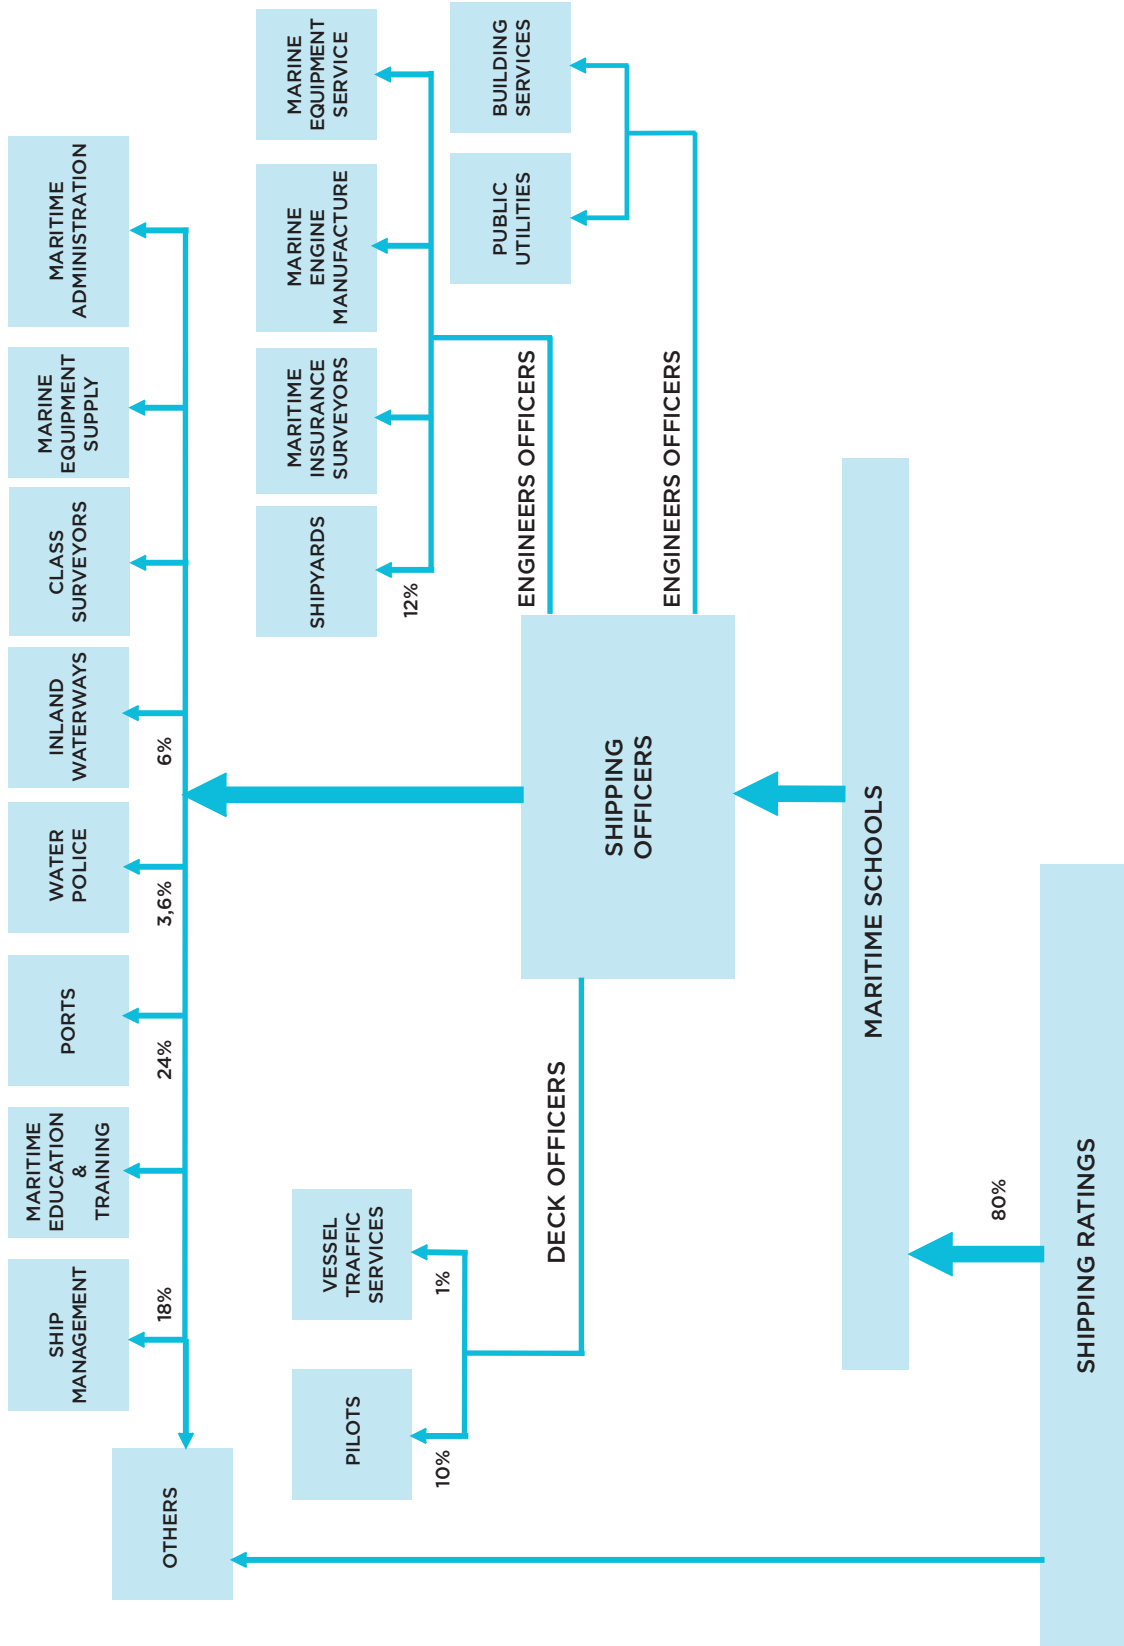 SHIP
MANAGEMENT
MARITIME
EDUCATION
&
TRAINING
PORTS
WATER
POLICE
INLAND
WATERWAYS
CLASS
SURVEYORS
MARINE
EQUIPMENT
SUPPLY
MARITIME
ADMINISTRATION
OTHERS
18%
24%
3,6%
6%
SHIPYARDS
MARITIME
INSURANCE
SURVEYORS
MARINE
ENGINE
MANUFACTURE
MARINE
EQUIPMENT
SERVICE
12%
PILOTS
VESSEL
TRAFFIC
SERVICES
10%
1%
PUBLIC
UTILITIES
BUILDING
SERVICES
DECK OFFICERS
ENGINEERS OFFICERS
SHIPPING
OFFICERS
ENGINEERS OFFICERS
MARITIME SCHOOLS
80%
SHIPPING RATINGS